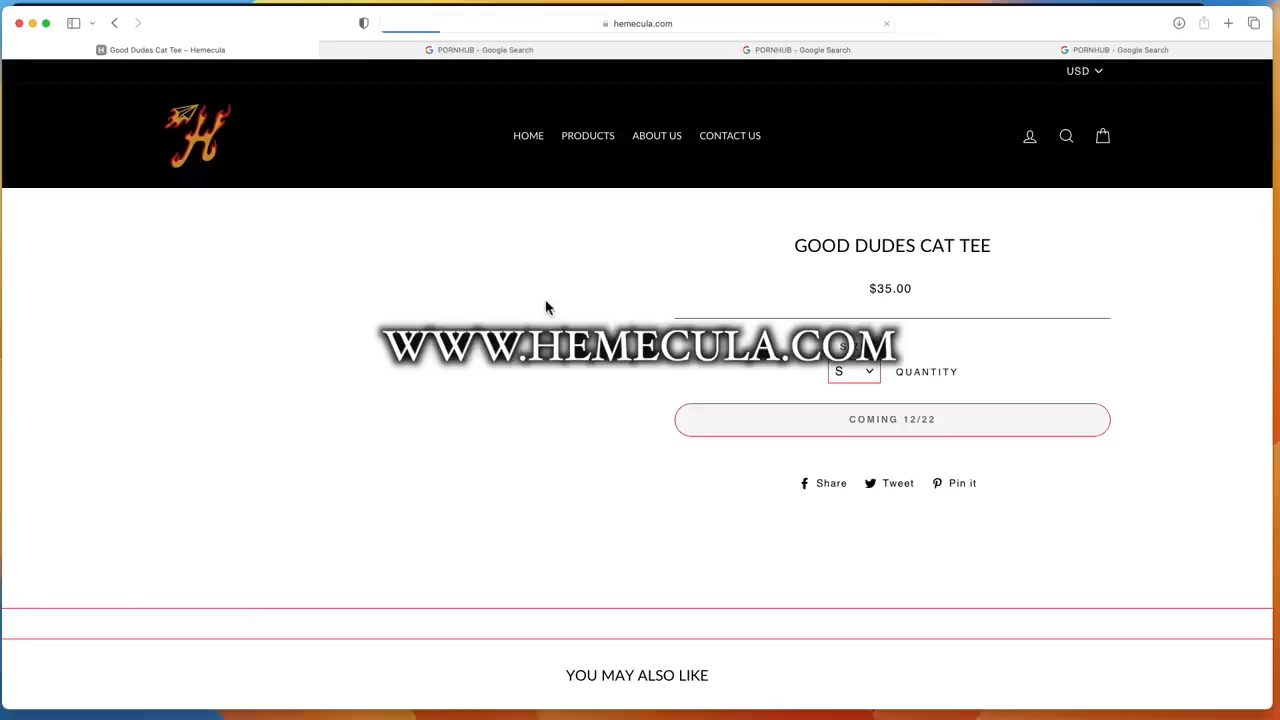 hemecula.com
Good Dudes Cat Tee – Hemecula
PORNHUB - Google Search
PORNHUB - Google Search
PORNHUB - Google Search
USD
H
HOME PRODUCTS ABOUT US CONTACT US
GOOD DUDES CAT TEE
$35.00
WWW.HEMECULA.COM
S QUANTITY
COMING 12/22
Share Tweet Pin it
YOU MAY ALSO LIKE